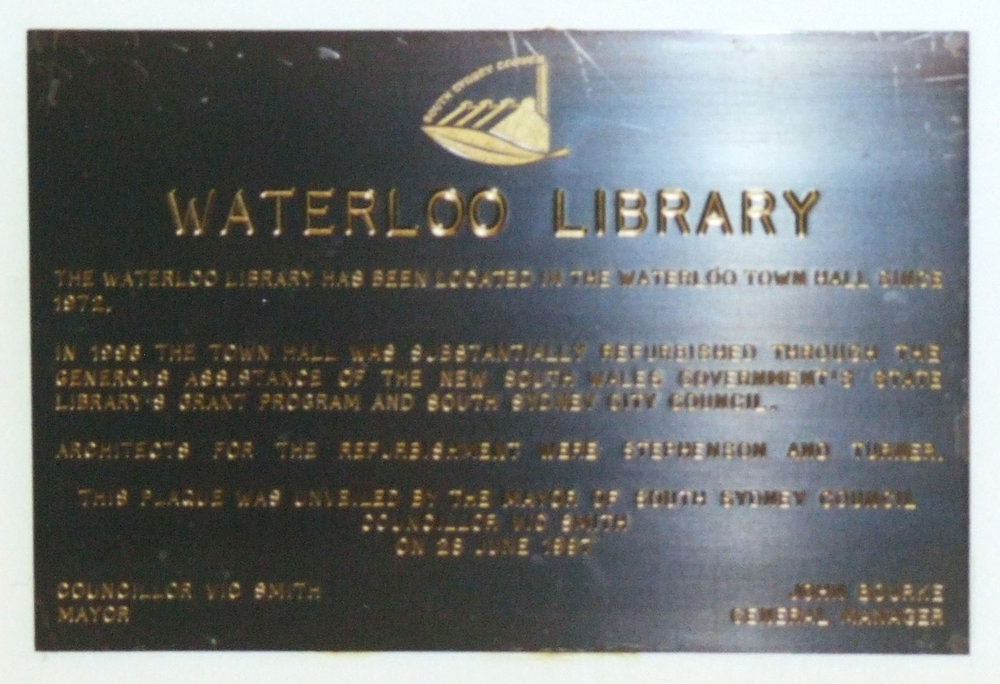 SOUTH SYDNEY COUNCIL
WATERLOO LIBRARY
THE WATERLOO LIBRARY HAS BEEN LOCATED IN THE WATERLOO TOWN HALL SINCE
1972.
IN 1996 THE TOWN HALL WAS SUBSTANTIALLY REFURBISHED THROUGH THE
GENEROUS ASSISTANCE OF THE NEW SOUTH WALES GOVERNMENT'S STATE
LIBRARY'S GRANT PROGRAM AND SOUTH SYDNEY CITY COUNCIL.
ARCHITECTS FOR THE REFURBISHMENT WERE STEPHENSON AND TURNER.
THIS PLAQUE WAS UNVEILED BY THE MAYOR OF SOUTH SYDNEY COUNCIL
COUNCILLOR VIC SMITH
ON JUNE 1997
COUNCILLOR VIC SMITH
JOHN BOURKE
MAYOR
GENERAL MANAGER